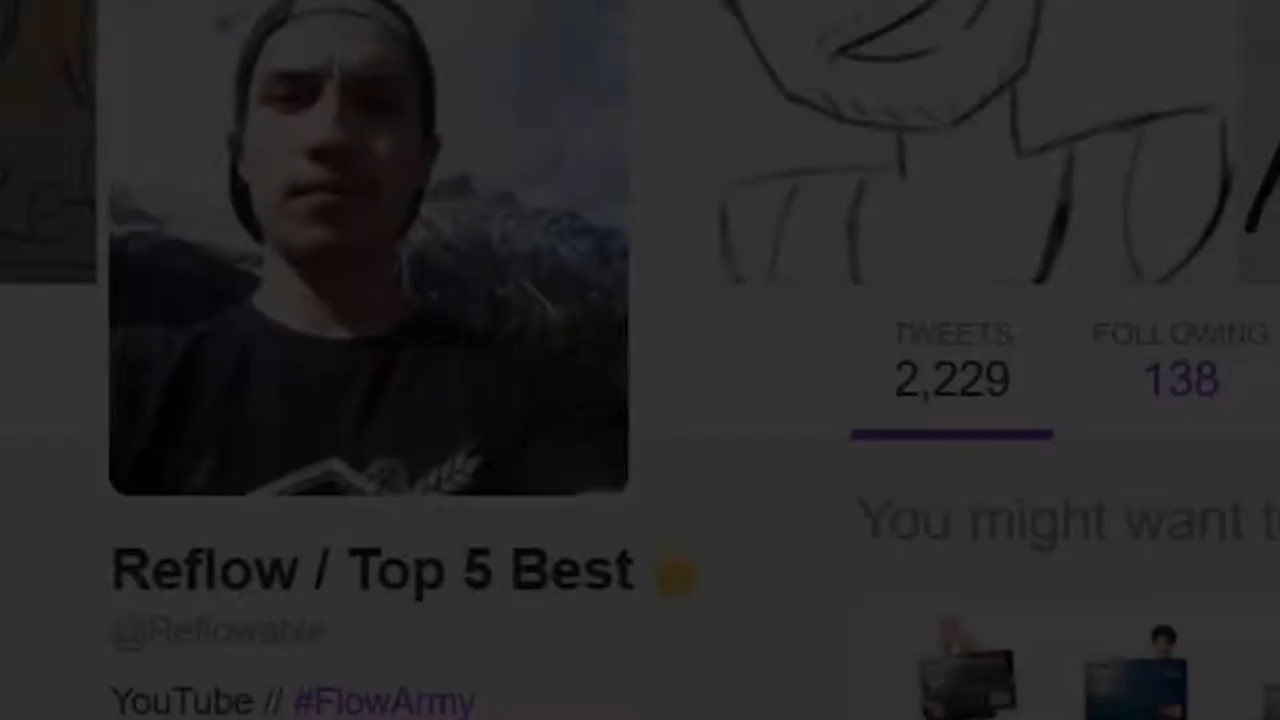 TWEETS
FOLLOWING
2,229
138
You might want t
Reflow / Top 5 Best
@Reflowable
YouTube // #FlowArmy